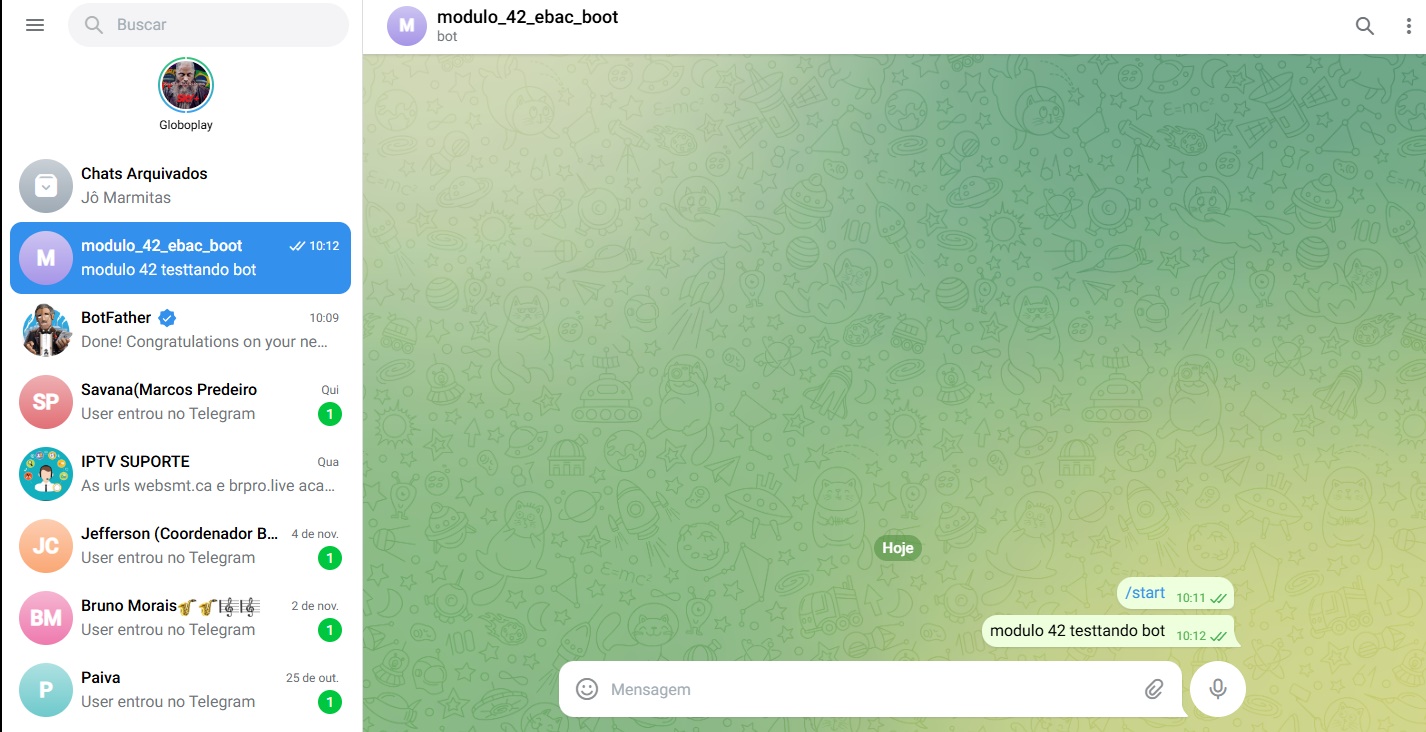 Buscar
Globoplay
Chats Arquivados
Jô Marmitas
M
modulo_42_ebac_boot
10:12
modulo 42 testtando bot
BotFather
10:09
Done! Congratulations on your ne...
SP
Savana(Marcos Predeiro
Qui
User entrou no Telegram
1
IPTV SUPORTE
Qua
As urls websmt.ca e brpro.live aca...
JC
Jefferson (Coordenador B...
4 de nov.
User entrou no Telegram
1
BM
Bruno Morais🎷🎷🎼🎼
2 de nov.
User entrou no Telegram
1
P
Paiva
25 de out.
User entrou no Telegram
1
M
modulo_42_ebac_boot
bot
Hoje
/start 10:11
modulo 42 testtando bot 10:12
Mensagem